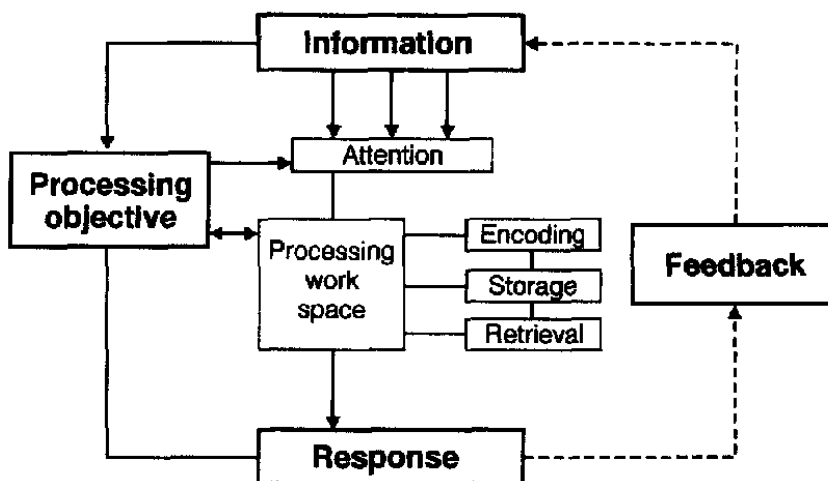 Information
Attention
Processing
objective
Processing
work
space
Encoding
Storage
Retrieval
Feedback
Response